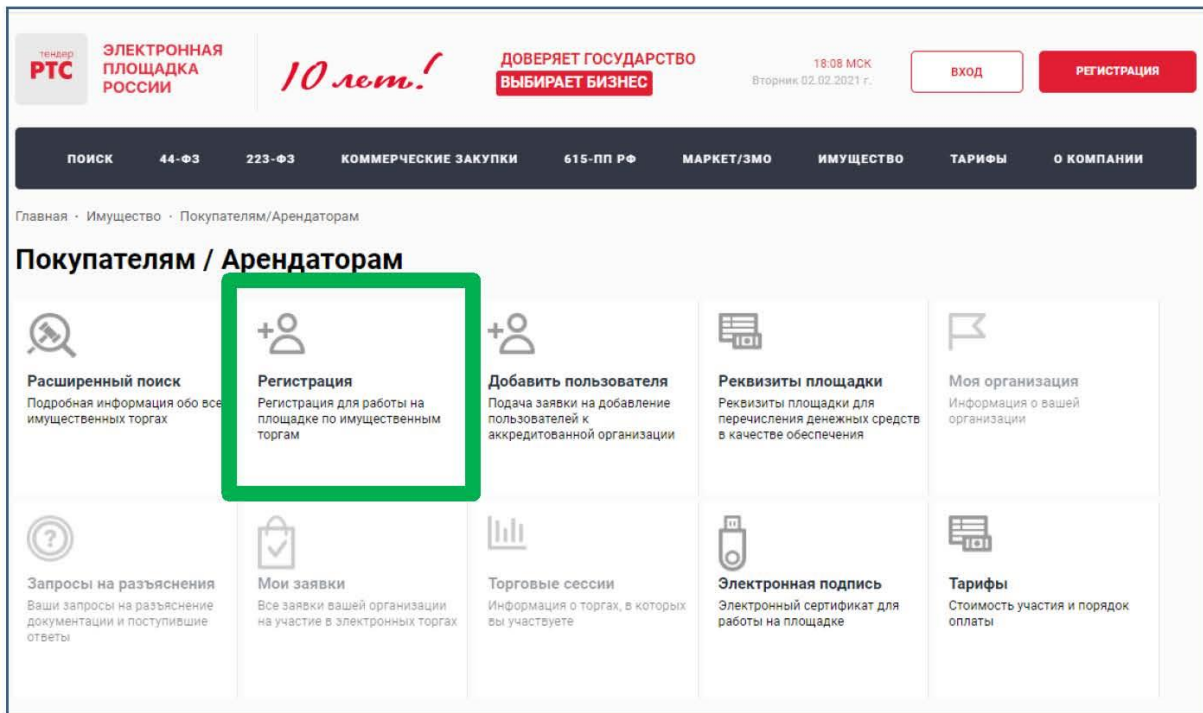 тендер
РТС
ЭЛЕКТРОННАЯ
ПЛОЩАДКА
РОССИИ
10 лет!
ДОВЕРЯЕТ ГОСУДАРСТВО
ВЫБИРАЕТ БИЗНЕС
18:08 МСК
Вторник 02.02.2021 г.
ВХОД
РЕГИСТРАЦИЯ
ПОИСК 44-ФЗ 223-ФЗ КОММЕРЧЕСКИЕ ЗАКУПКИ 615-ПП РФ МАРКЕТ/ЗМО ИМУЩЕСТВО ТАРИФЫ О КОМПАНИИ
Главная · Имущество · Покупателям/Арендаторам
Покупателям / Арендаторам
Расширенный поиск
Подробная информация обо все
имущественных торгах
Регистрация
Регистрация для работы на
площадке по имущественным
торгам
Добавить пользователя
Подача заявки на добавление
пользователей к
аккредитованной организации
Реквизиты площадки
Реквизиты площадки для
перечисления денежных средств
в качестве обеспечения
Моя организация
Информация о вашей
организации
Запросы на разъяснения
Ваши запросы на разъяснение
документации и поступившие
ответы
Мои заявки
Все заявки вашей организации
на участие в электронных торгах
Торговые сессии
Информация о торгах, в которых
вы участвуете
Электронная подпись
Электронный сертификат для
работы на площадке
Тарифы
Стоимость участия и порядок
оплаты